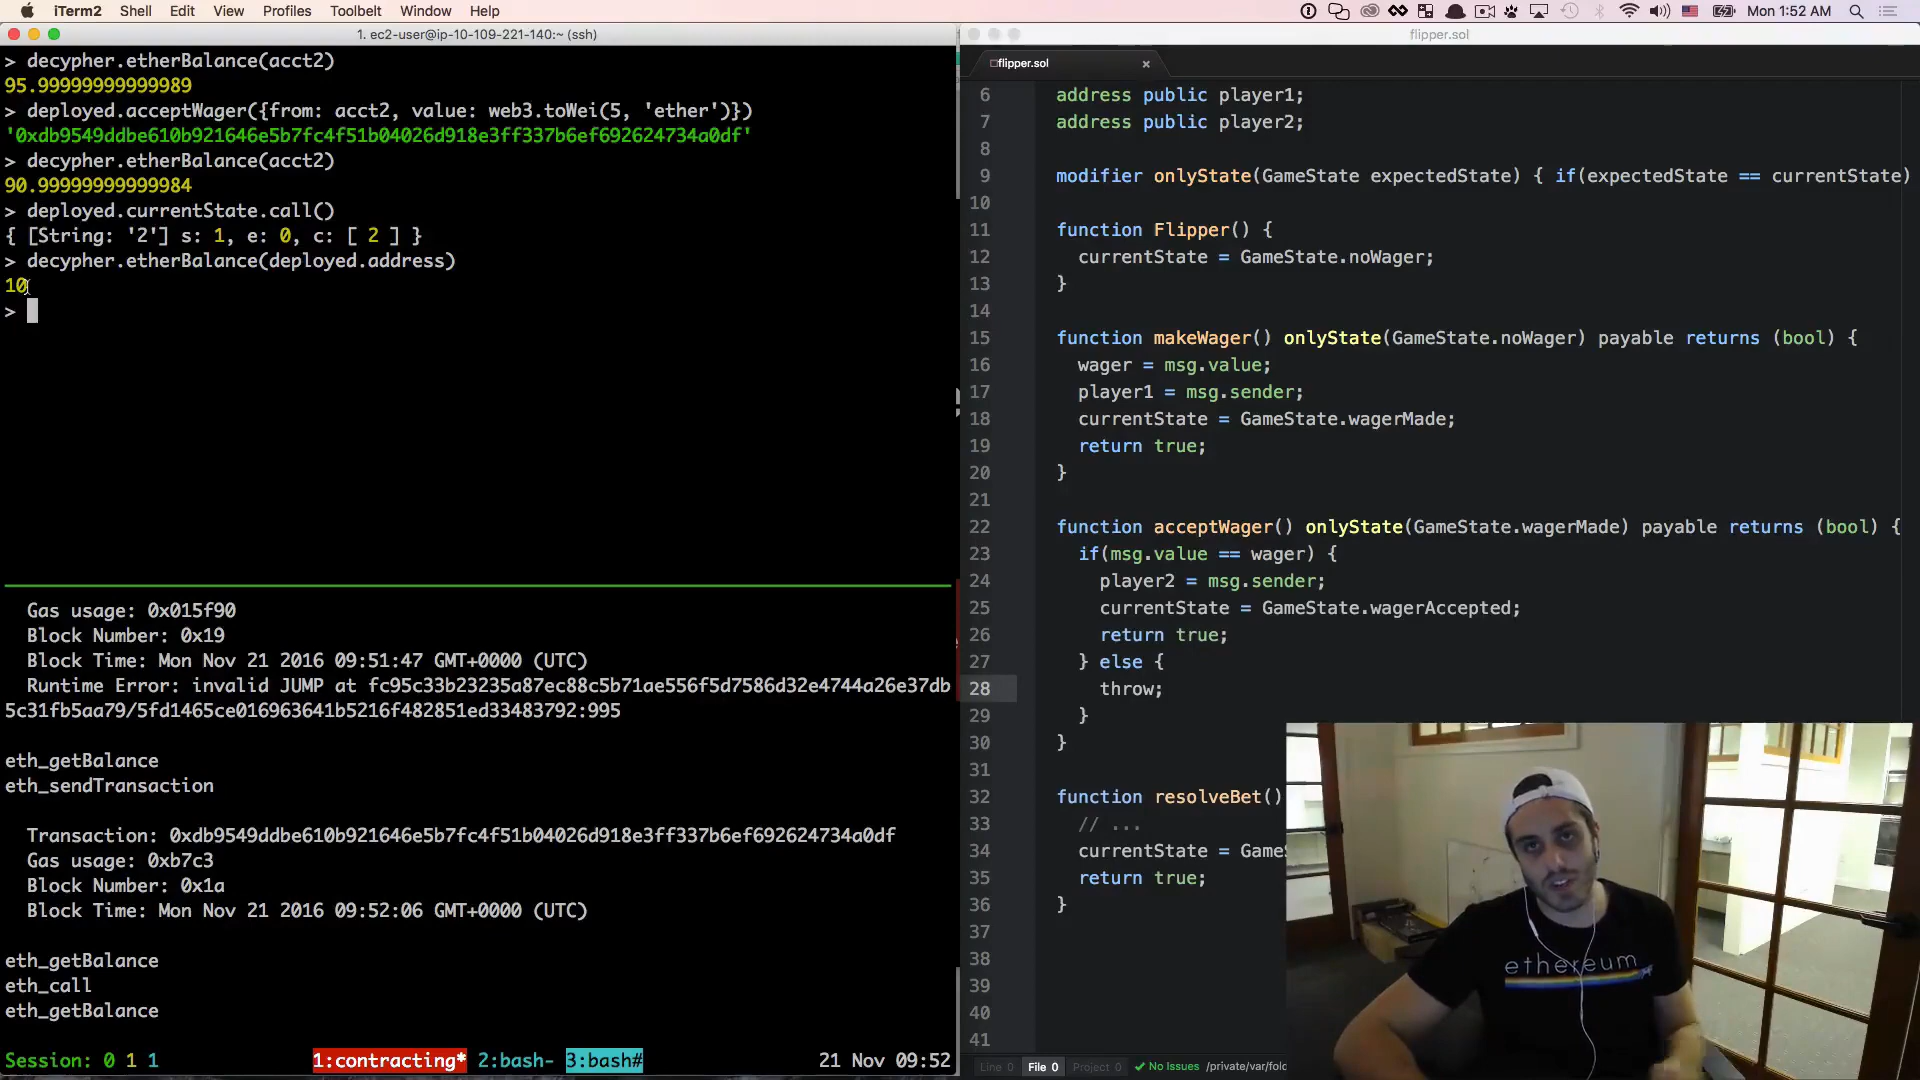 iTerm2 Shell Edit View Profiles Toolbelt Window Help
Mon 1:52 AM
1. ec2-user@ip-10-109-221-140:~ (ssh)
> decypher.etherBalance(acct2)
95.99999999999989
> deployed.acceptWager({from: acct2, value: web3.toWei(5, 'ether')})
'0xdb9549ddbe610b921646e5b7fc4f51b04026d918e3ff337b6ef692624734a0df'
> decypher.etherBalance(acct2)
90.99999999999984
> deployed.currentState.call()
{ [String: '2'] s: 1, e: 0, c: [ 2 ] }
> decypher.etherBalance(deployed.address)
10
>
Gas usage: 0x015f90
Block Number: 0x19
Block Time: Mon Nov 21 2016 09:51:47 GMT+0000 (UTC)
Runtime Error: invalid JUMP at fc95c33b23235a87ec88c5b71ae556f5d7586d32e4744a26e37db
5c31fb5aa79/5fd1465ce016963641b5216f482851ed33483792:995
eth_getBalance
eth_sendTransaction
Transaction: 0xdb9549ddbe610b921646e5b7fc4f51b04026d918e3ff337b6ef692624734a0df
Gas usage: 0xb7c3
Block Number: 0x1a
Block Time: Mon Nov 21 2016 09:52:06 GMT+0000 (UTC)
eth_getBalance
eth_call
eth_getBalance
Session: 0 1 1 1:contracting* 2:bash- 3:bash# 21 Nov 09:52
flipper.sol
flipper.sol ×
6 address public player1;
7 address public player2;
8
9 modifier onlyState(GameState expectedState) { if(expectedState == currentState)
10
11 function Flipper() {
12 currentState = GameState.noWager;
13 }
14
15 function makeWager() onlyState(GameState.noWager) payable returns (bool) {
16 wager = msg.value;
17 player1 = msg.sender;
18 currentState = GameState.wagerMade;
19 return true;
20 }
21
22 function acceptWager() onlyState(GameState.wagerMade) payable returns (bool) {
23 if(msg.value == wager) {
24 player2 = msg.sender;
25 currentState = GameState.wagerAccepted;
26 return true;
27 } else {
28 throw;
29 }
30 }
31
32 function resolveBet()
33 // ...
34 currentState = Games
35 return true;
36 }
37
38
39
40
41
Line 0 File 0 Project 0 No Issues /private/var/fold
ethereum